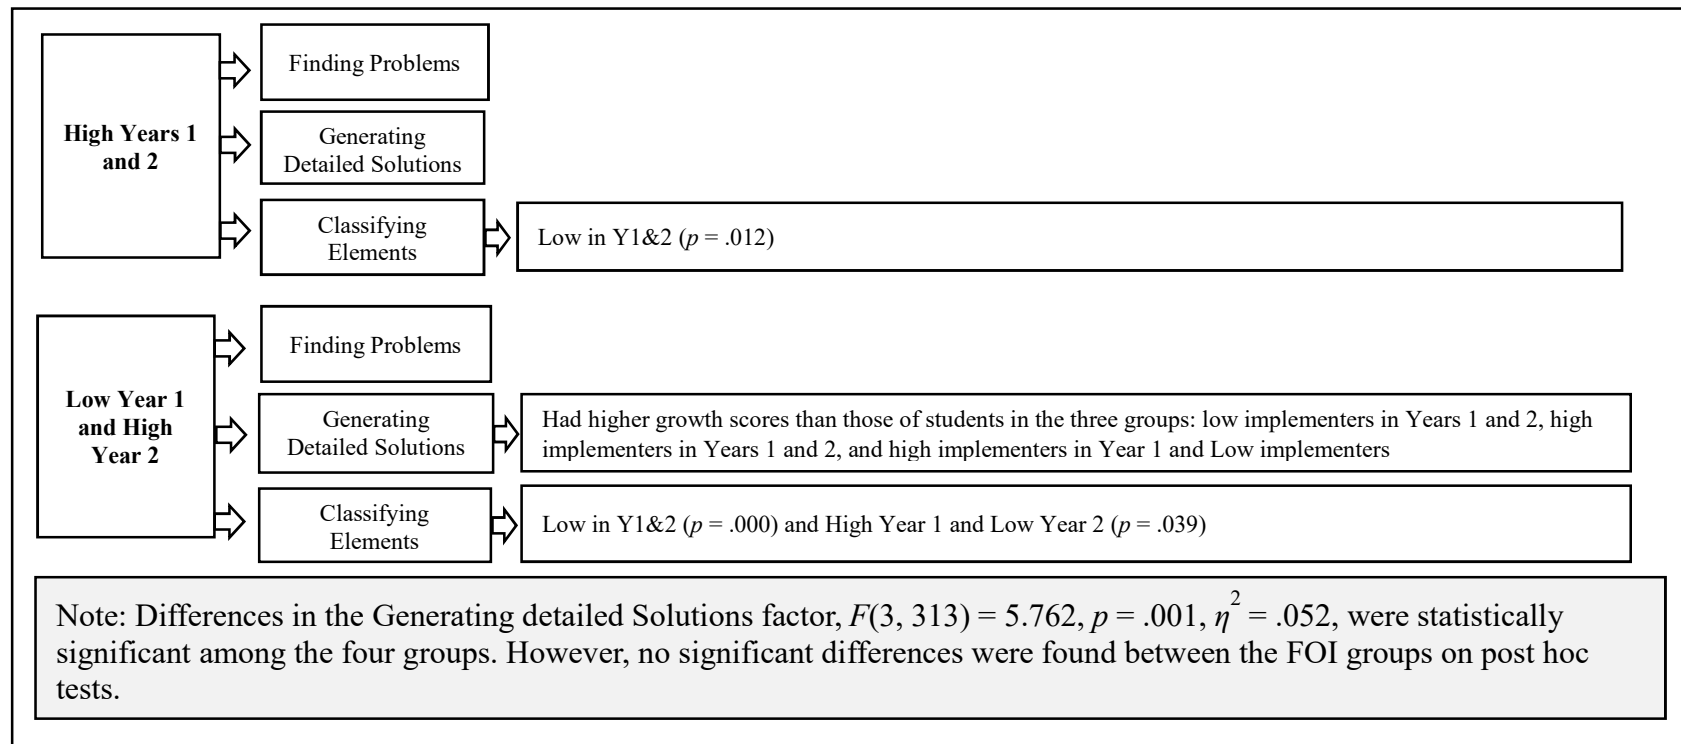 High Years 1
and 2
Finding Problems
Generating
Detailed Solutions
Classifying
Elements
Low in Y1&2 (p = .012)
Low Year 1
and High
Year 2
Finding Problems
Generating
Detailed Solutions
Had higher growth scores than those of students in the three groups: low implementers in Years 1 and 2, high
implementers in Years 1 and 2, and high implementers in Year 1 and Low implementers
Classifying
Elements
Low in Y1&2 (p = .000) and High Year 1 and Low Year 2 (p = .039)
Note: Differences in the Generating detailed Solutions factor, F(3, 313) = 5.762, p = .001, η² = .052, were statistically
significant among the four groups. However, no significant differences were found between the FOI groups on post hoc
tests.